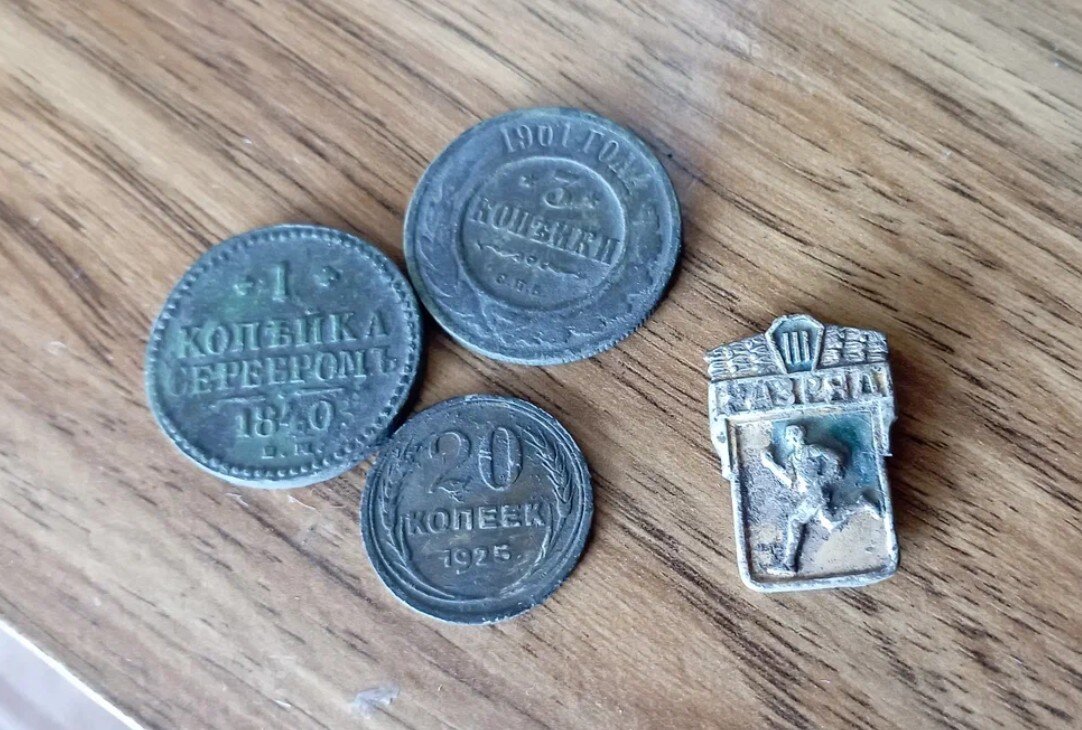 1
КОПѢЙКА
СЕРЕБРОМЪ
1840
Е.М.
1901 ГОДА
3
КОПѢЙКИ
С.П.Б.
20
КОПЕЕК
1925
III
РАЗРЯД